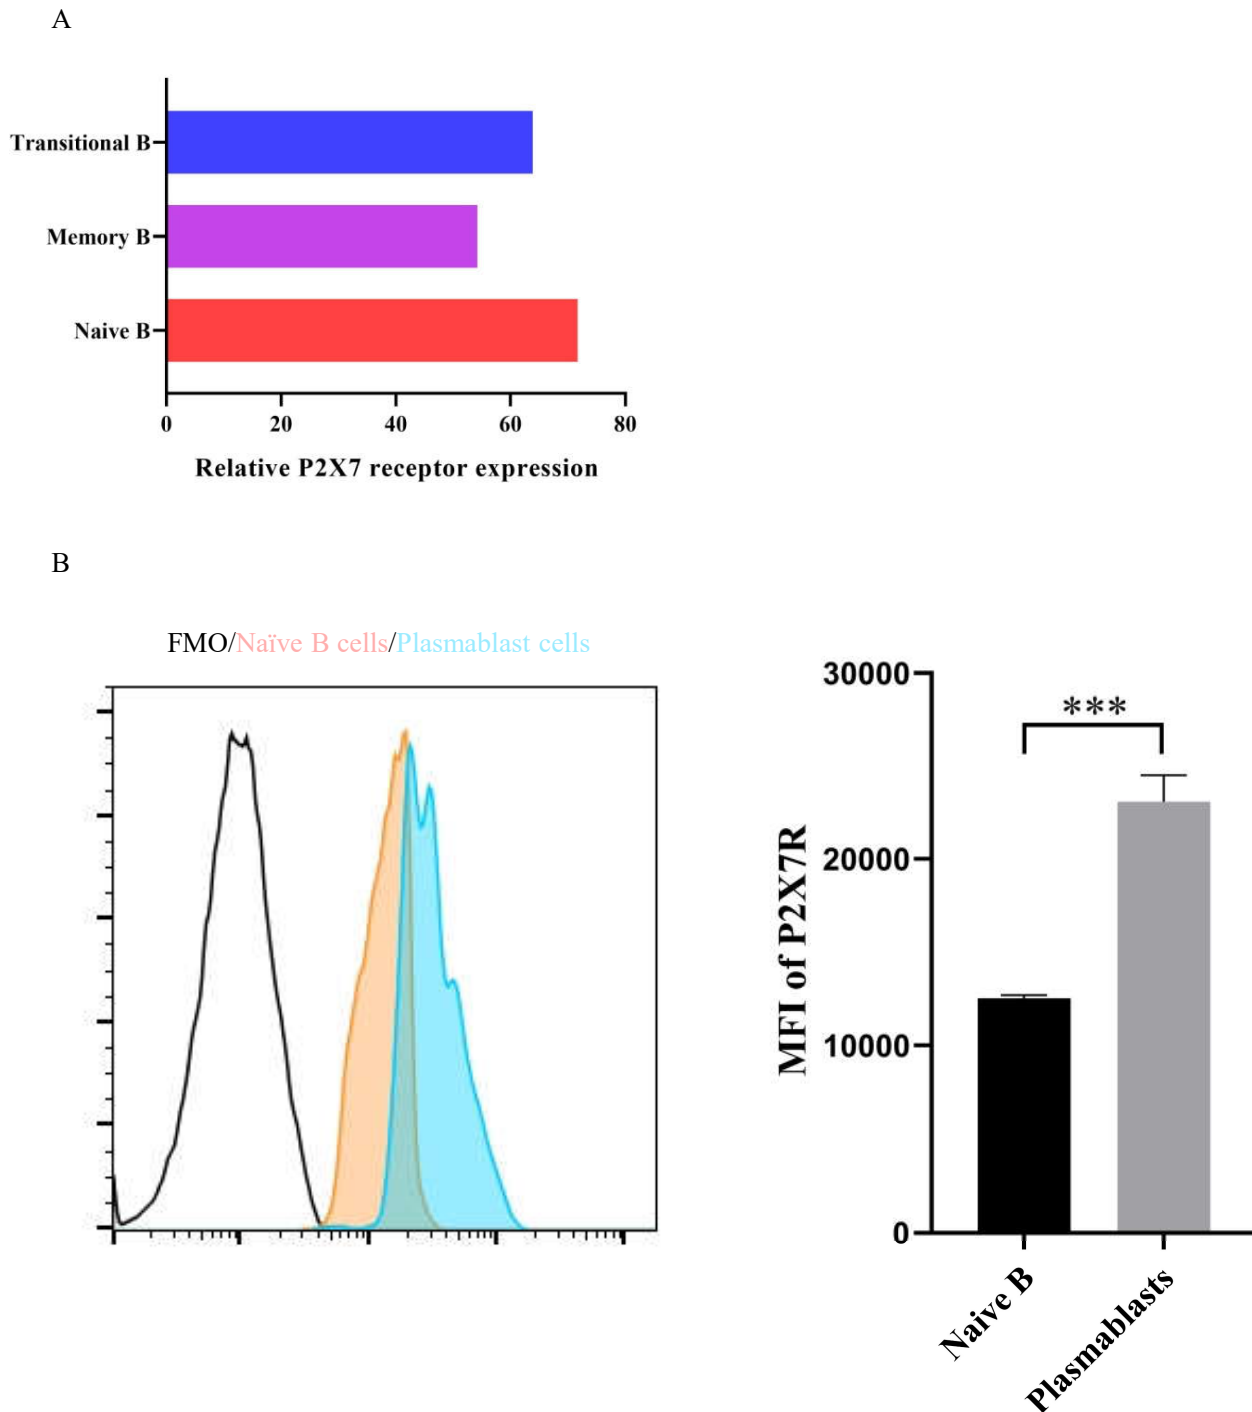 A
Transitional B
Memory B
Naive B
0 20 40 60 80
Relative P2X7 receptor expression
B
FMO/Naïve B cells/Plasmablast cells
30000
***
20000
10000
0
MFI of P2X7R
Naive B
Plasmablasts